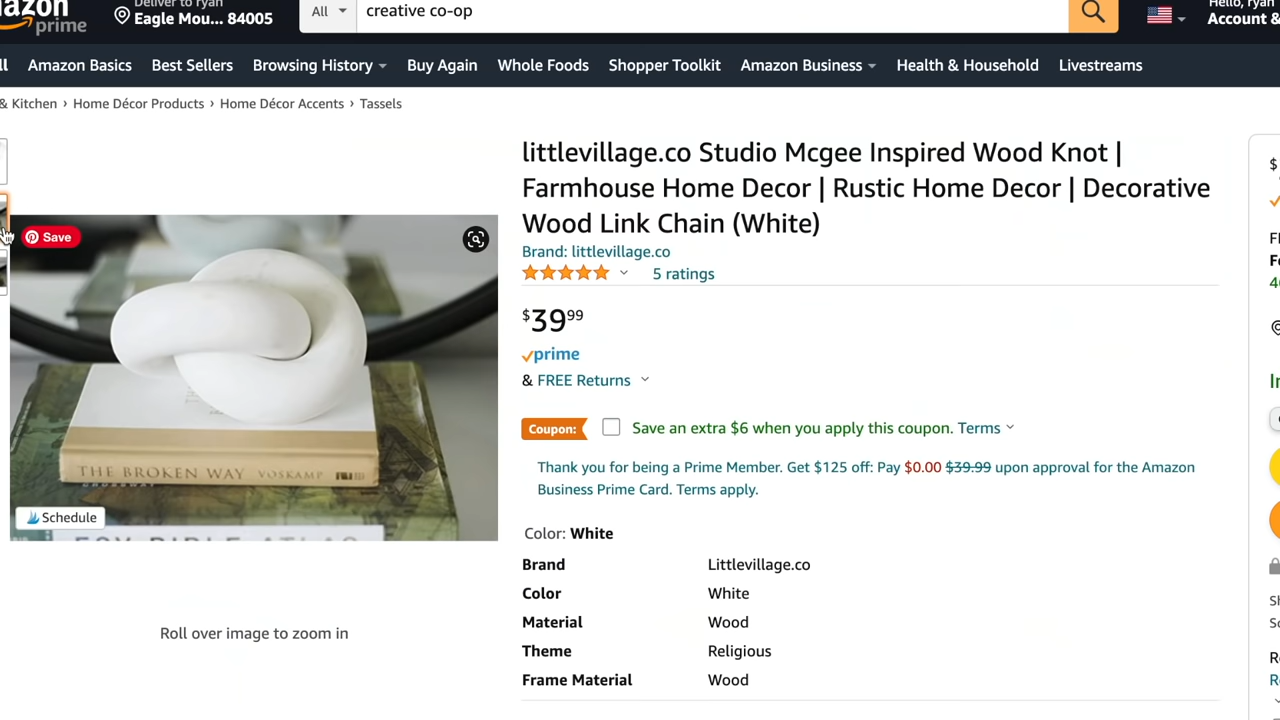 Deliver to ryan
Eagle Mou... 84005
prime
All
creative co-op
Hello, ryan
Account &
Amazon Basics
Best Sellers
Browsing History
Buy Again
Whole Foods
Shopper Toolkit
Amazon Business
Health & Household
Livestreams
& Kitchen › Home Décor Products › Home Décor Accents › Tassels
littlevillage.co Studio Mcgee Inspired Wood Knot |
Farmhouse Home Decor | Rustic Home Decor | Decorative
Wood Link Chain (White)
Brand: littlevillage.co
5 ratings
$39.99
prime
& FREE Returns
Coupon:
Save an extra $6 when you apply this coupon. Terms
Thank you for being a Prime Member. Get $125 off: Pay $0.00 $39.99 upon approval for the Amazon
Business Prime Card. Terms apply.
Color: White
Brand Littlevillage.co
Color White
Material Wood
Theme Religious
Frame Material Wood
Save
THE BROKEN WAY VOSKAMP
Schedule
Roll over image to zoom in
$